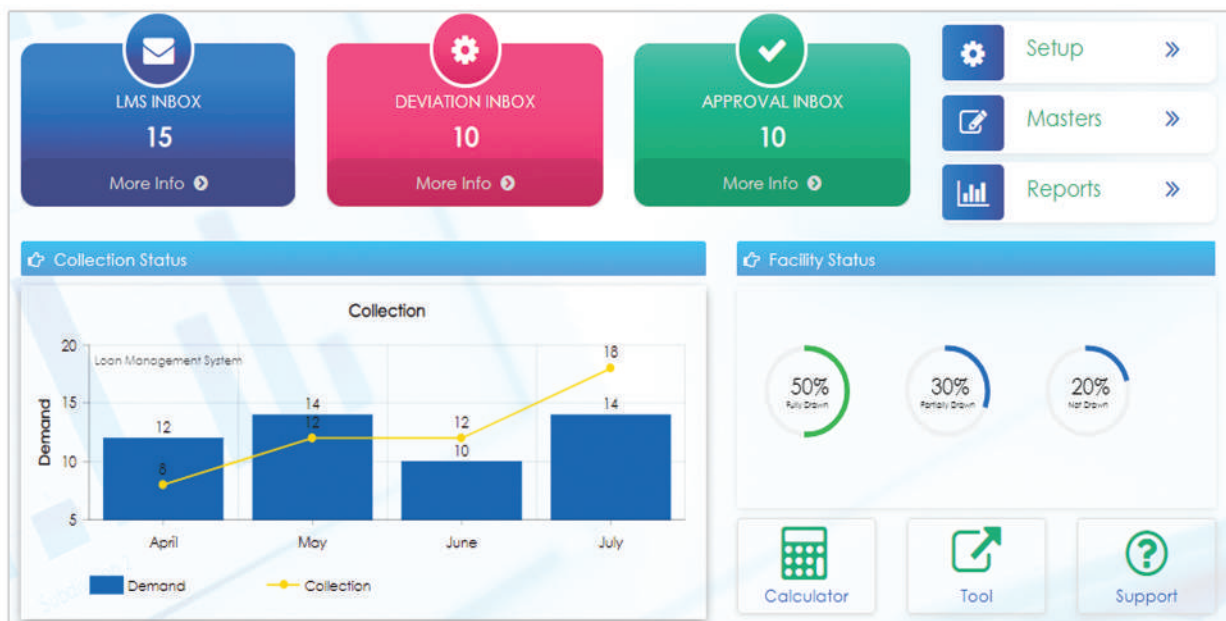 LMS INBOX
15
More Info
DEVIATION INBOX
10
More Info
APPROVAL INBOX
10
More Info
Setup
Masters
Reports
Collection Status
Collection
Loan Management System
Demand
20
15
10
5
12
14
10
14
8
12
12
18
April
May
June
July
Demand
Collection
Facility Status
50%
Fully Drawn
30%
Partially Drawn
20%
Not Drawn
Calculator
Tool
Support